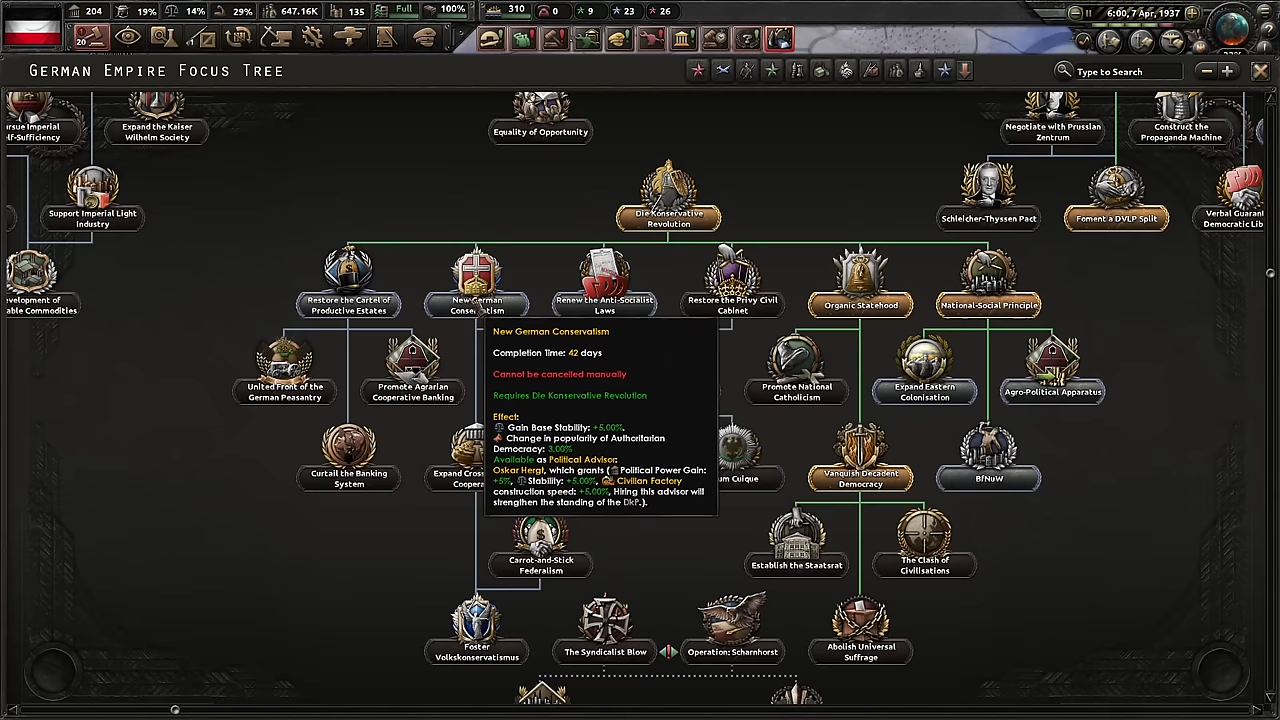 204 19% 14% 29% 647.16K 135 Full 100% 310 0 9 23 26 6:00, 7 Apr, 1937
20
German Empire Focus Tree
Type to Search
Imperial
Expand the Kaiser
Wilhelm Society
Equality of Opportunity
Negotiate with Prussian
Zentrum
Construct the
Propaganda Machine
Support Imperial Light
Industry
Die Konservative
Revolution
Schleicher-Thyssen Pact
Foment a DVLP Split
Verbal
Restore the Cartel of
Productive Estates
New German
Conservatism
Renew the Anti-Socialist
Laws
Restore the Privy Civil
Cabinet
Organic Statehood
National-Social Principle
New German Conservatism
Completion Time: 42 days
Cannot be cancelled manually
Requires Die Konservative Revolution
Effect:
Gain Base Stability: +5.00%.
Change in popularity of Authoritarian
Democracy: 3.00%
Available as Political Advisor:
Oskar Hergt, which grants (Political Power Gain:
+5%, Stability: +5.00%, Civilian Factory
construction speed: +5.00%, Hiring this advisor will
strengthen the standing of the DkP.).
United Front of the
German Peasantry
Promote Agrarian
Cooperative Banking
Promote National
Catholicism
Expand Eastern
Colonisation
Agro-Political Apparatus
Curtail the Banking
System
Vanquish Decadent
Democracy
BfNuW
Carrot-and-Stick
Federalism
Establish the Staatsrat
The Clash of
Civilisations
Foster
Volkskonservatismus
The Syndicalist Blow
Operation: Scharnhorst
Abolish Universal
Suffrage